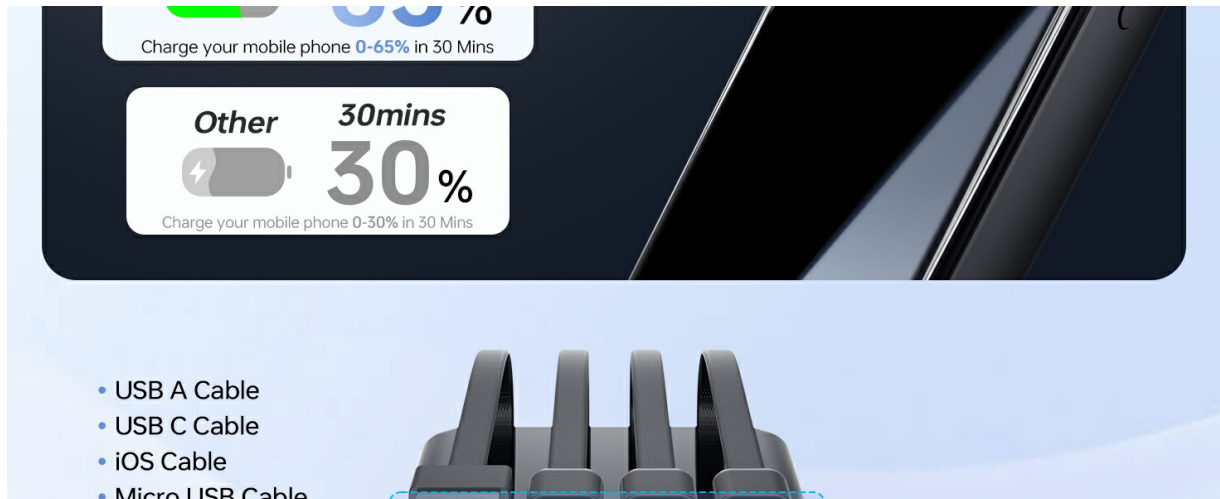 65%
Charge your mobile phone 0-65% in 30 Mins
Other 30mins
30%
Charge your mobile phone 0-30% in 30 Mins
• USB A Cable
• USB C Cable
• iOS Cable
• Micro USB Cable